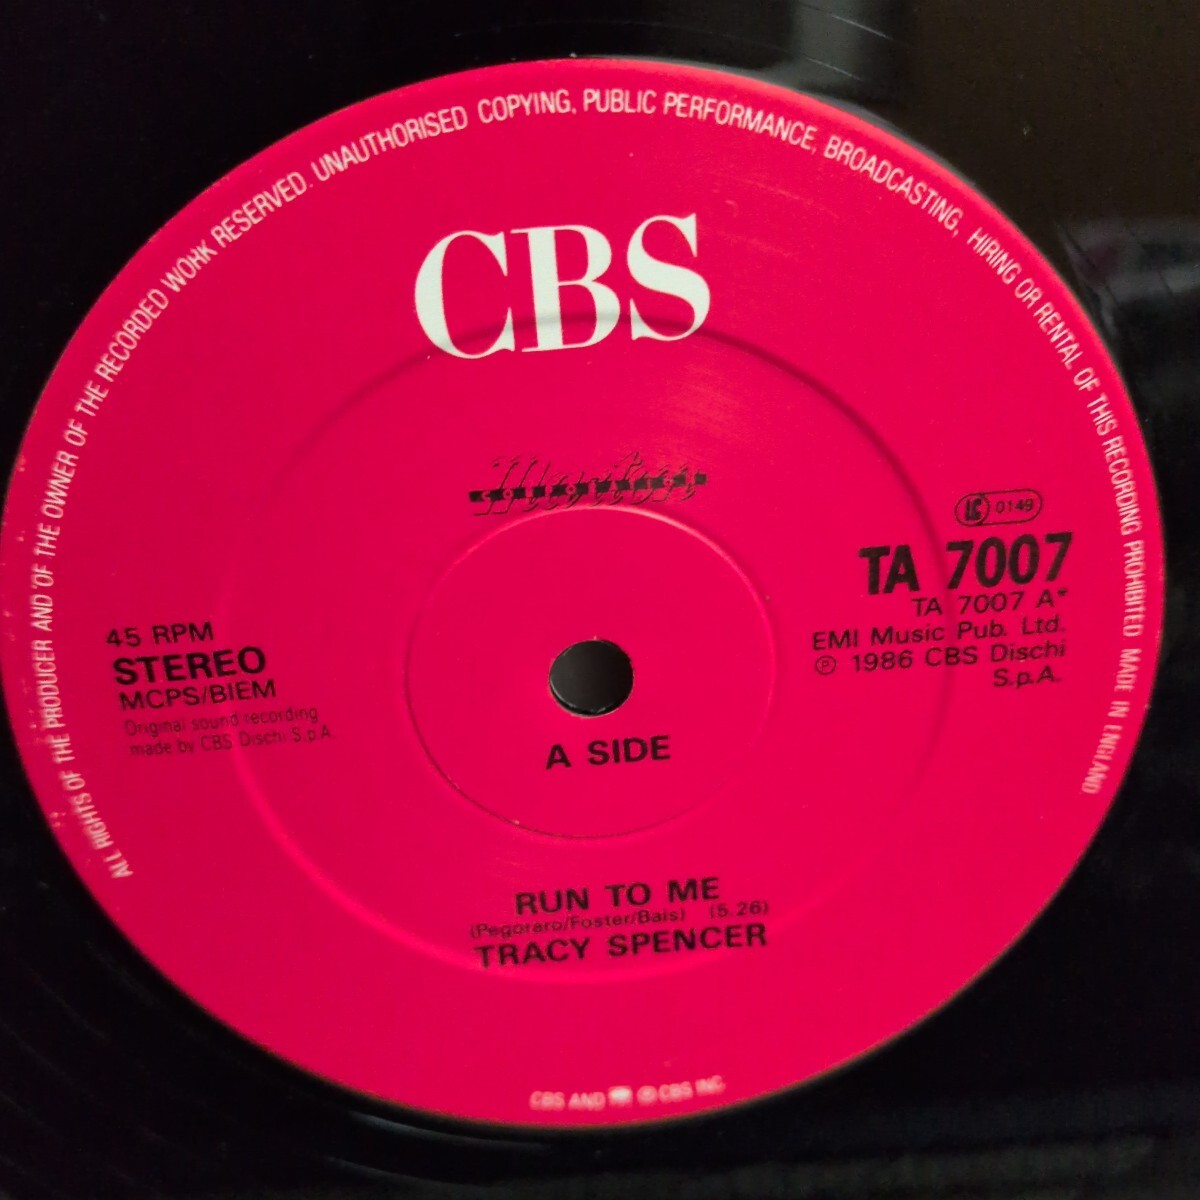 ALL RIGHTS OF THE PRODUCER AND OF THE OWNER OF THE RECORDED WORK RESERVED. UNAUTHORISED COPYING, PUBLIC PERFORMANCE, BROADCASTING, HIRING OR RENTAL OF THIS RECORDING PROHIBITED MADE IN ENGLAND
CBS
CORPORATION
LC 0149
TA 7007
TA 7007 A*
EMI Music Pub. Ltd.
℗ 1986 CBS Dischi
S.p.A.
45 RPM
STEREO
MCPS/BIEM
Original sound recording
made by CBS Dischi S.p.A.
A SIDE
RUN TO ME
(Pegoraro/Foster/Bais) (5.26)
TRACY SPENCER
CBS AND ® CBS INC.